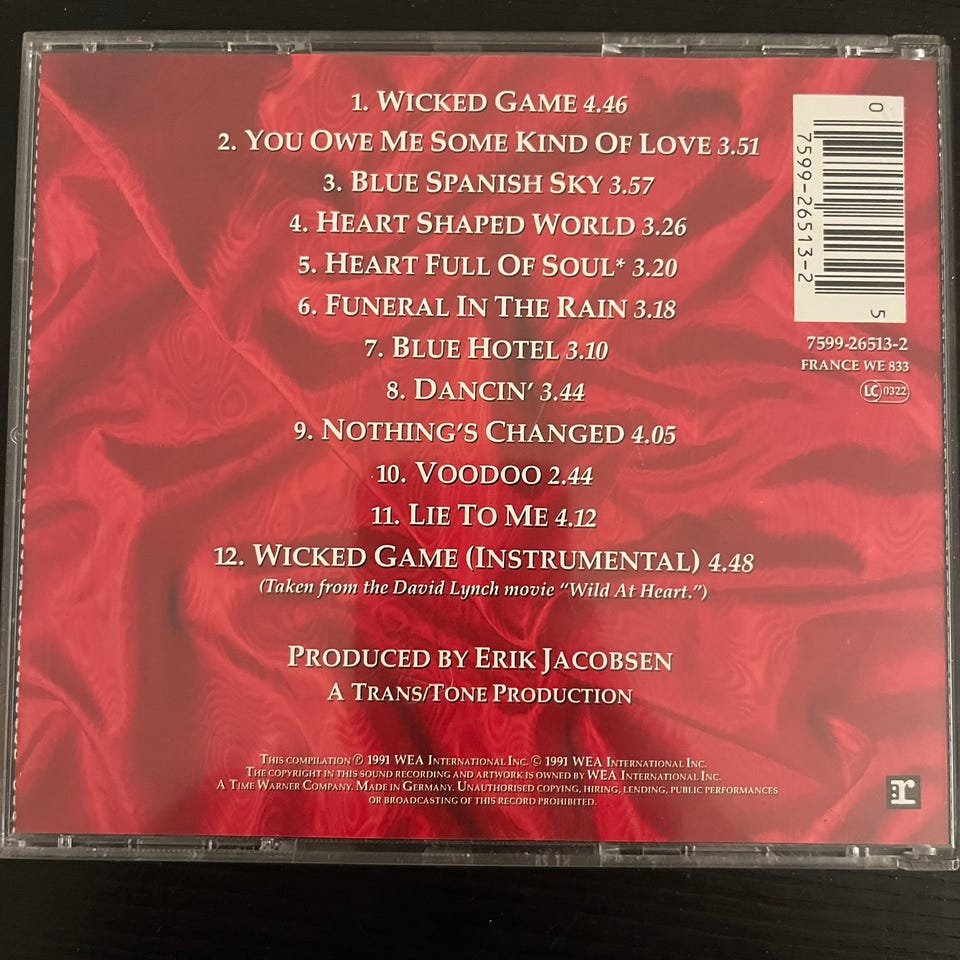 1. WICKED GAME 4.46
2. YOU OWE ME SOME KIND OF LOVE 3.51
3. BLUE SPANISH SKY 3.57
4. HEART SHAPED WORLD 3.26
5. HEART FULL OF SOUL* 3.20
6. FUNERAL IN THE RAIN 3.18
7. BLUE HOTEL 3.10
8. DANCIN’ 3.44
9. NOTHING’S CHANGED 4.05
10. VOODOO 2.44
11. LIE TO ME 4.12
12. WICKED GAME (INSTRUMENTAL) 4.48
(Taken from the David Lynch movie “Wild At Heart.”)
PRODUCED BY ERIK JACOBSEN
A TRANS/TONE PRODUCTION
THIS COMPILATION ℗ 1991 WEA INTERNATIONAL INC. © 1991 WEA INTERNATIONAL INC.
THE COPYRIGHT IN THIS SOUND RECORDING AND ARTWORK IS OWNED BY WEA INTERNATIONAL INC.
A TIME WARNER COMPANY. MADE IN GERMANY. UNAUTHORISED COPYING, HIRING, LENDING, PUBLIC PERFORMANCES
OR BROADCASTING OF THIS RECORD PROHIBITED.
0 7599-26513-2 5
7599-26513-2
FRANCE WE 833
LC 0322
r